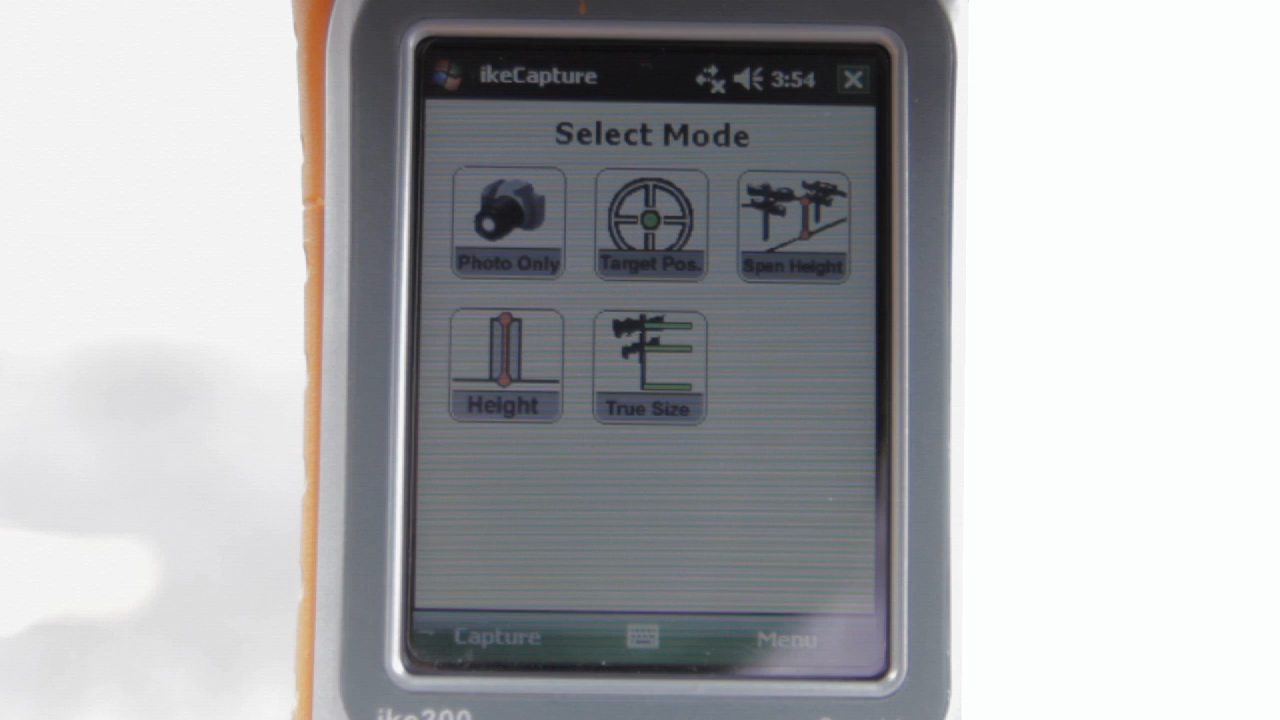 ikeCapture 3:54
Select Mode
Photo Only Target Pos. Span Height
Height True Size
Capture Menu